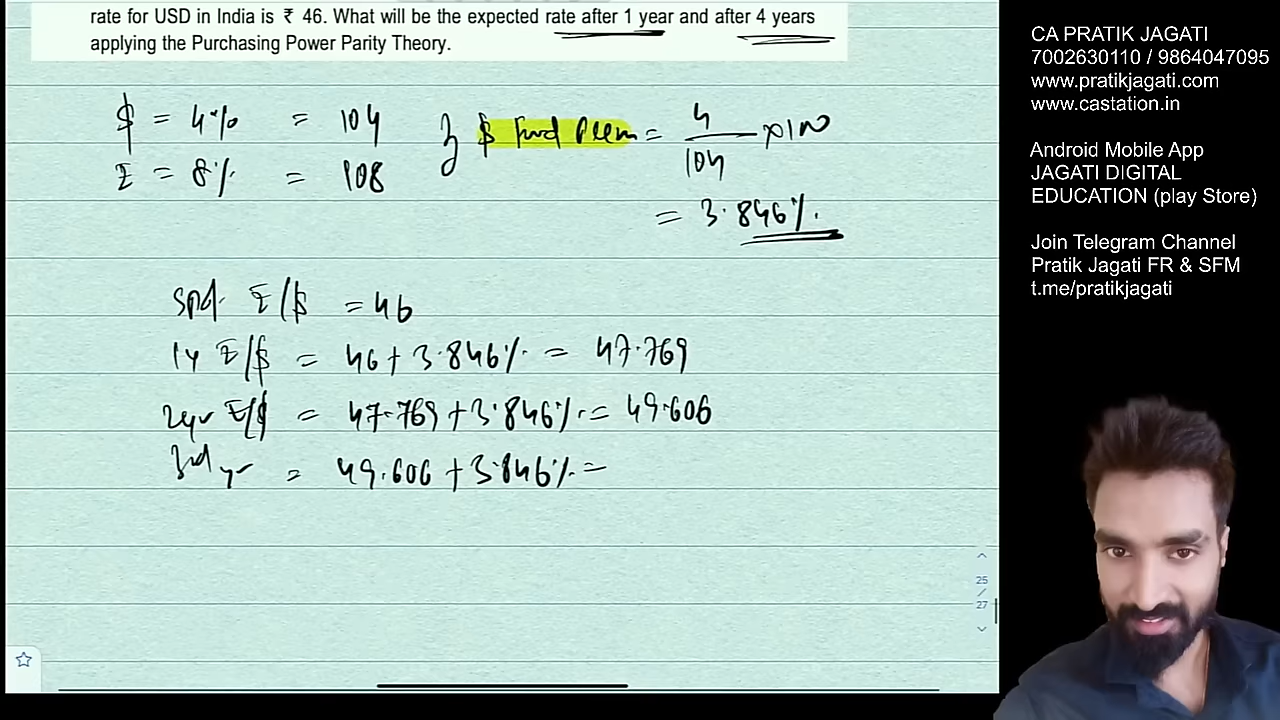 rate for USD in India is ₹ 46. What will be the expected rate after 1 year and after 4 years
applying the Purchasing Power Parity Theory.
$ = 4% = 104
₹ = 8% = 108
} $ Fwd Prem = 4/104 × 100
= 3.846%.
Spot ₹/$ = 46
1y ₹/$ = 46 + 3.846% = 47.769
2yr ₹/$ = 47.769 + 3.846% = 49.606
3rd yr = 49.606 + 3.846% =
25
/
27
CA PRATIK JAGATI
7002630110 / 9864047095
www.pratikjagati.com
www.castation.in
Android Mobile App
JAGATI DIGITAL
EDUCATION (play Store)
Join Telegram Channel
Pratik Jagati FR & SFM
t.me/pratikjagati